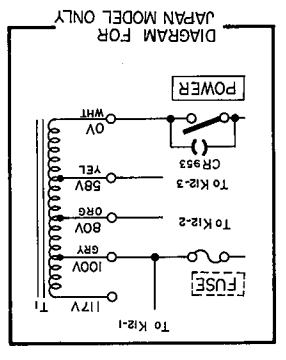 To K12-1
117V
T1
FUSE
100V
GRY
To K12-2
80V
ORG
To K12-3
58V
YEL
CR953
0V
WHT
POWER
DIAGRAM FOR
JAPAN MODEL ONLY